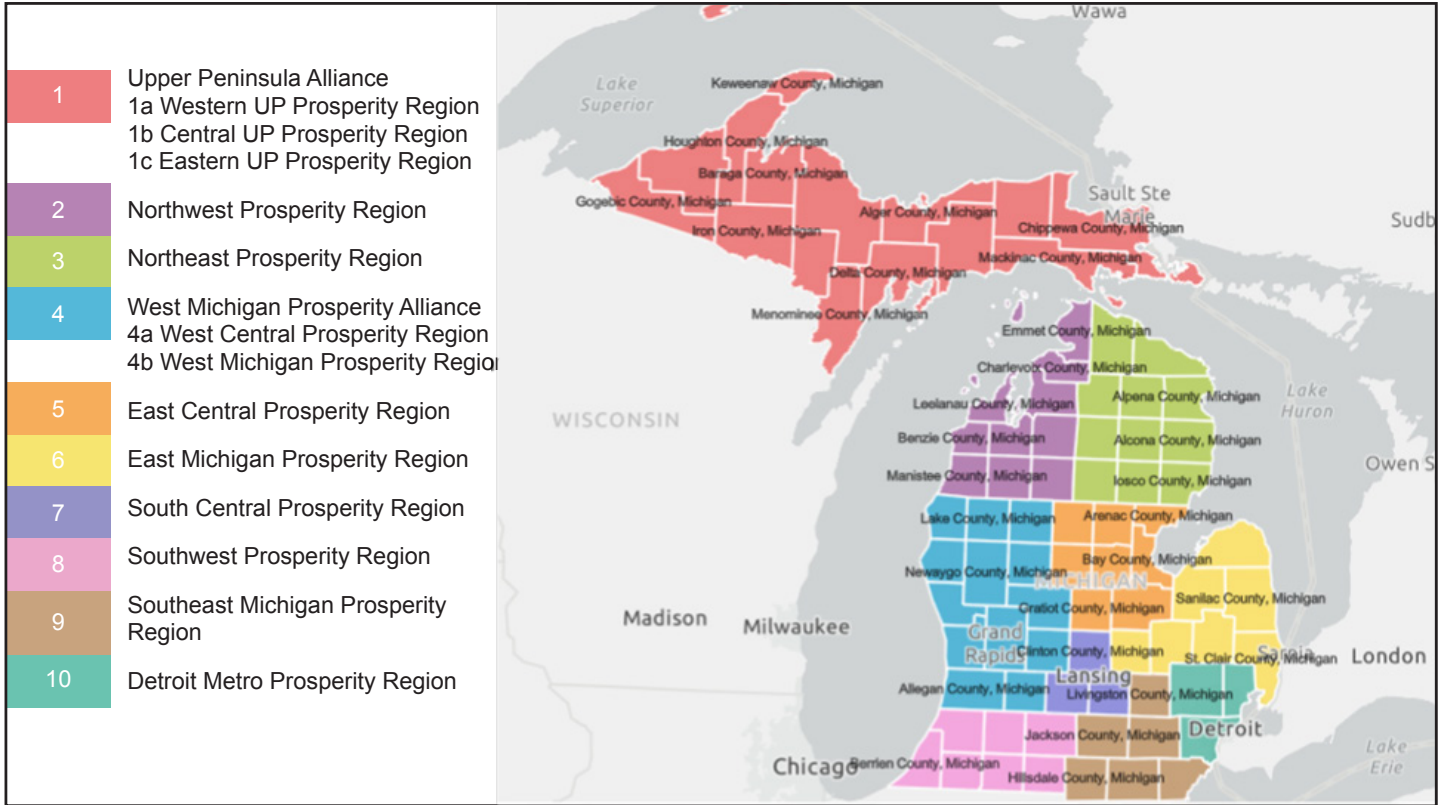 1
Upper Peninsula Alliance
1a Western UP Prosperity Region
1b Central UP Prosperity Region
1c Eastern UP Prosperity Region
2
Northwest Prosperity Region
3
Northeast Prosperity Region
4
West Michigan Prosperity Alliance
4a West Central Prosperity Region
4b West Michigan Prosperity Region
5
East Central Prosperity Region
6
East Michigan Prosperity Region
7
South Central Prosperity Region
8
Southwest Prosperity Region
9
Southeast Michigan Prosperity
Region
10
Detroit Metro Prosperity Region
Wawa
Lake
Superior
Keweenaw County, Michigan
Houghton County, Michigan
Baraga County, Michigan
Gogebic County, Michigan
Iron County, Michigan
Alger County, Michigan
Sault Ste
Marie
Chippewa County, Michigan
Sudb
Mackinac County, Michigan
Delta County, Michigan
Menominee County, Michigan
Emmet County, Michigan
Charlevoix County, Michigan
Leelanau County, Michigan
Alpena County, Michigan
Lake
Huron
WISCONSIN
Benzie County, Michigan
Alcona County, Michigan
Owen S
Manistee County, Michigan
Iosco County, Michigan
Lake County, Michigan
Arenac County, Michigan
Bay County, Michigan
Newaygo County, Michigan
MICHIGAN
Sanilac County, Michigan
Gratiot County, Michigan
Madison
Milwaukee
Grand
Rapids
Clinton County, Michigan
St. Clair County, Michigan
Sarnia
London
Lansing
Allegan County, Michigan
Livingston County, Michigan
Jackson County, Michigan
Detroit
Chicago
Berrien County, Michigan
Hillsdale County, Michigan
Lake
Erie